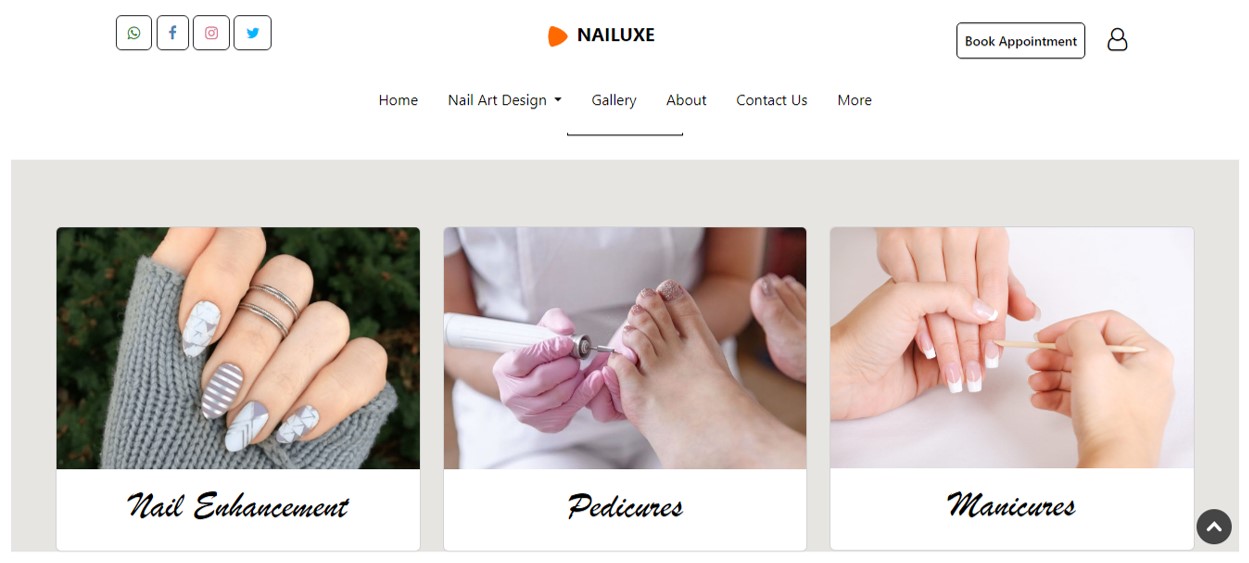 NAILUXE
Book Appointment
Home Nail Art Design Gallery About Contact Us More
Nail Enhancement Pedicures Manicures